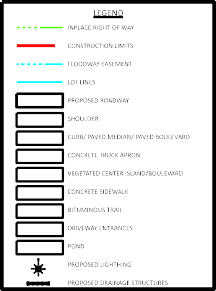 LEGEND
INPLACE RIGHT OF WAY
CONSTRUCTION LIMITS
FLOODWAY EASEMENT
LOT LINES
PROPOSED ROADWAY
SHOULDER
CURB/ PAVED MEDIAN/ PAVED BOULEVARD
CONCRETE TRUCK APRON
VEGETATED CENTER ISLAND/BOULEVARD
CONCRETE SIDEWALK
BITUMINOUS TRAIL
DRIVEWAY ENTRANCES
POND
PROPOSED LIGHTHING
PROPOSED DRAINAGE STRUCTURES